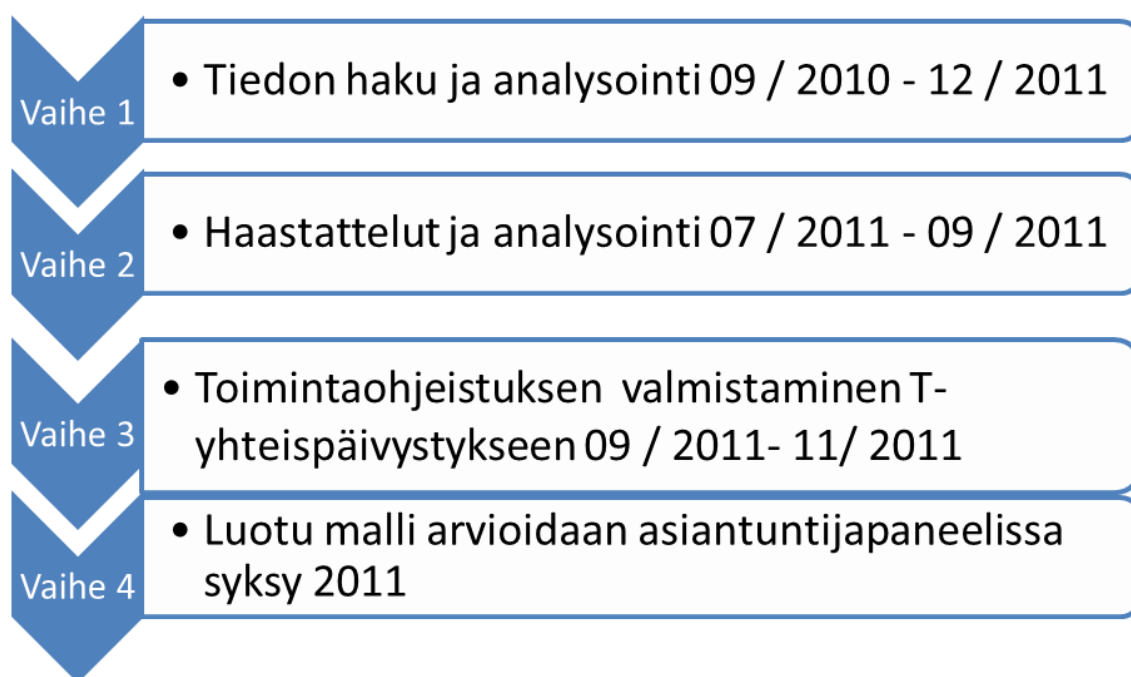 Vaihe 1
• Tiedon haku ja analysointi 09 / 2010 - 12 / 2011
Vaihe 2
• Haastattelut ja analysointi 07 / 2011 - 09 / 2011
Vaihe 3
• Toimintaohjeistuksen valmistaminen T-
yhteispäivystykseen 09 / 2011- 11/ 2011
Vaihe 4
• Luotu malli arvioidaan asiantuntijapaneelissa
syksy 2011